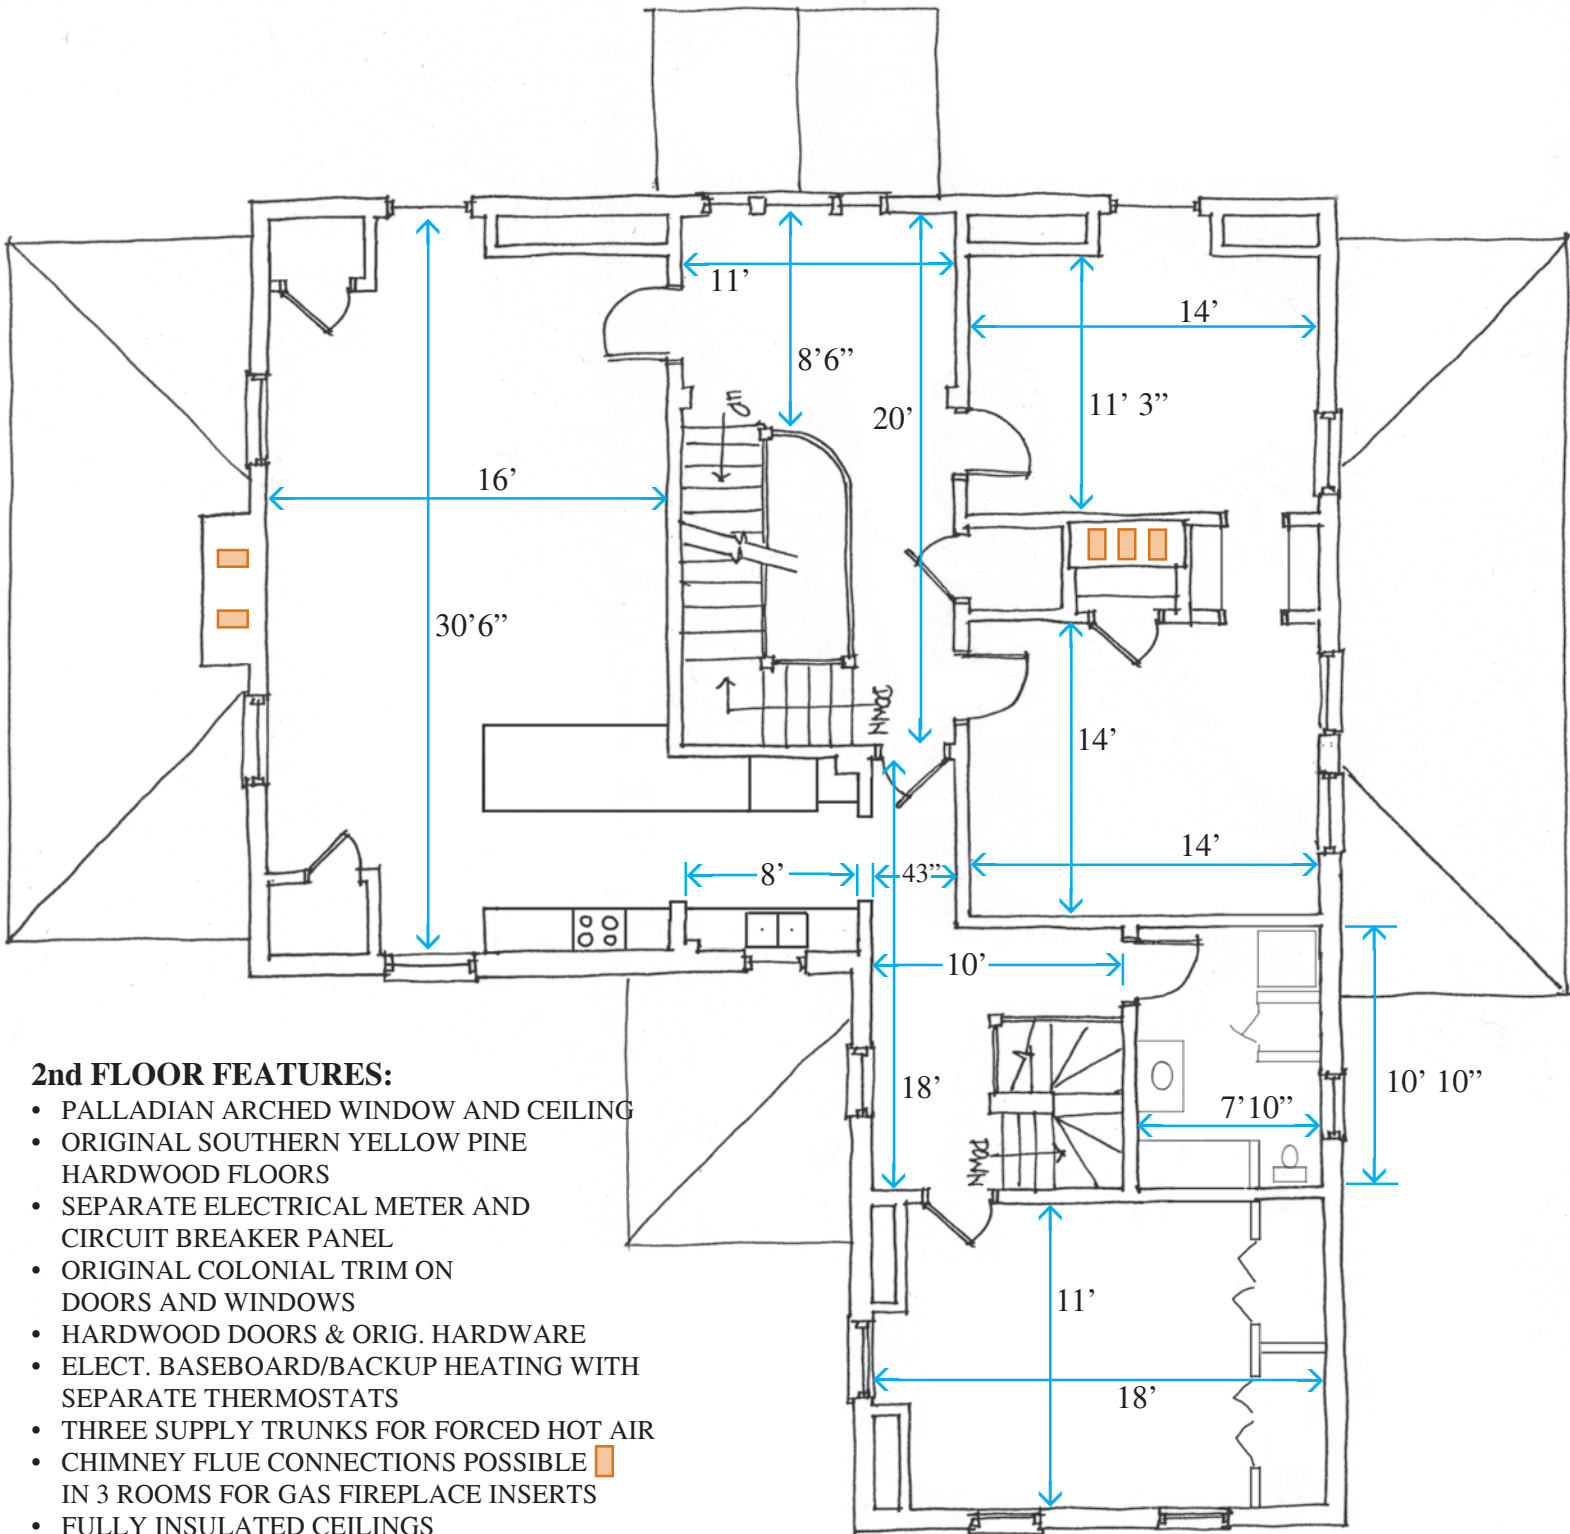 11’
14’
8’6”
UP
11’ 3”
20’
16’
30’6”
DOWN
14’
14’
8’
43”
10’
2nd FLOOR FEATURES:
• PALLADIAN ARCHED WINDOW AND CEILING
• ORIGINAL SOUTHERN YELLOW PINE
HARDWOOD FLOORS
• SEPARATE ELECTRICAL METER AND
CIRCUIT BREAKER PANEL
• ORIGINAL COLONIAL TRIM ON
DOORS AND WINDOWS
• HARDWOOD DOORS & ORIG. HARDWARE
• ELECT. BASEBOARD/BACKUP HEATING WITH
SEPARATE THERMOSTATS
• THREE SUPPLY TRUNKS FOR FORCED HOT AIR
• CHIMNEY FLUE CONNECTIONS POSSIBLE
IN 3 ROOMS FOR GAS FIREPLACE INSERTS
• FULLY INSULATED CEILINGS
18’
10’ 10”
7’10”
DOWN
11’
18’